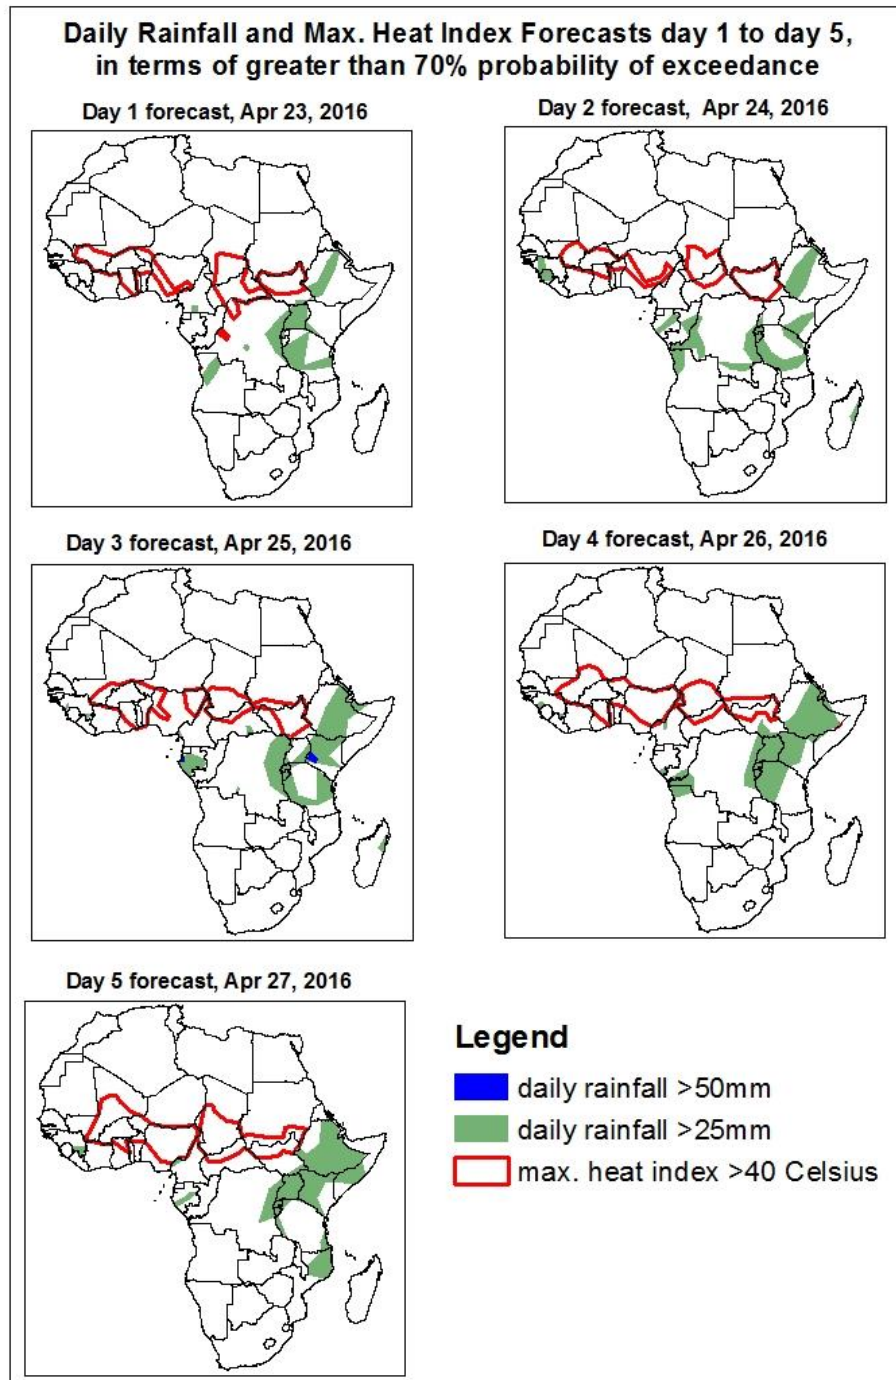 Daily Rainfall and Max. Heat Index Forecasts day 1 to day 5,
in terms of greater than 70% probability of exceedance
Day 1 forecast, Apr 23, 2016
Day 2 forecast, Apr 24, 2016
Day 3 forecast, Apr 25, 2016
Day 4 forecast, Apr 26, 2016
Day 5 forecast, Apr 27, 2016
Legend
daily rainfall >50mm
daily rainfall >25mm
max. heat index >40 Celsius